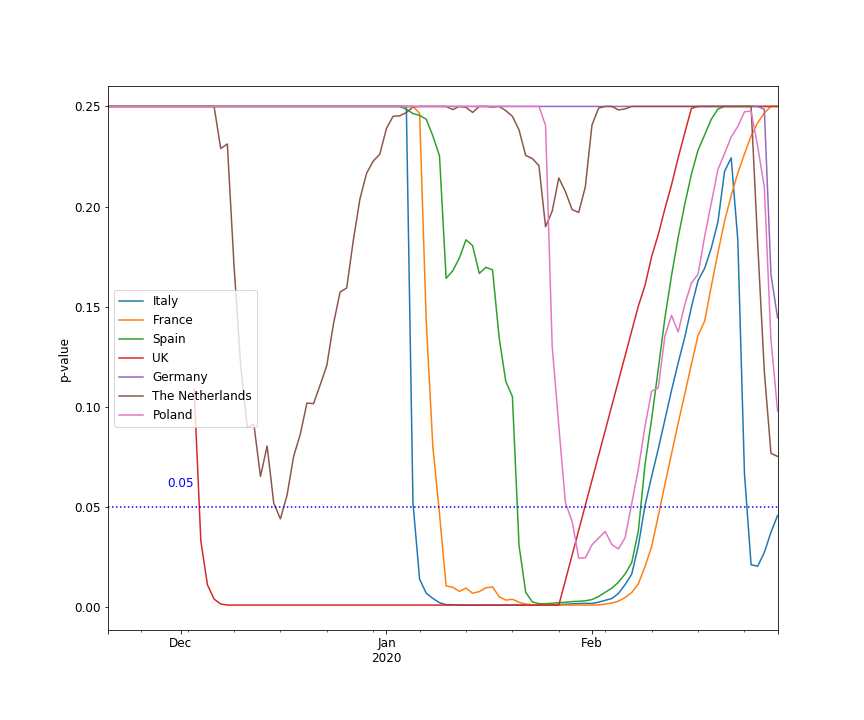 0.25
0.20
0.15
0.10
0.05
0.00
p-value
Italy
France
Spain
UK
Germany
The Netherlands
Poland
0.05
Dec
Jan
2020
Feb